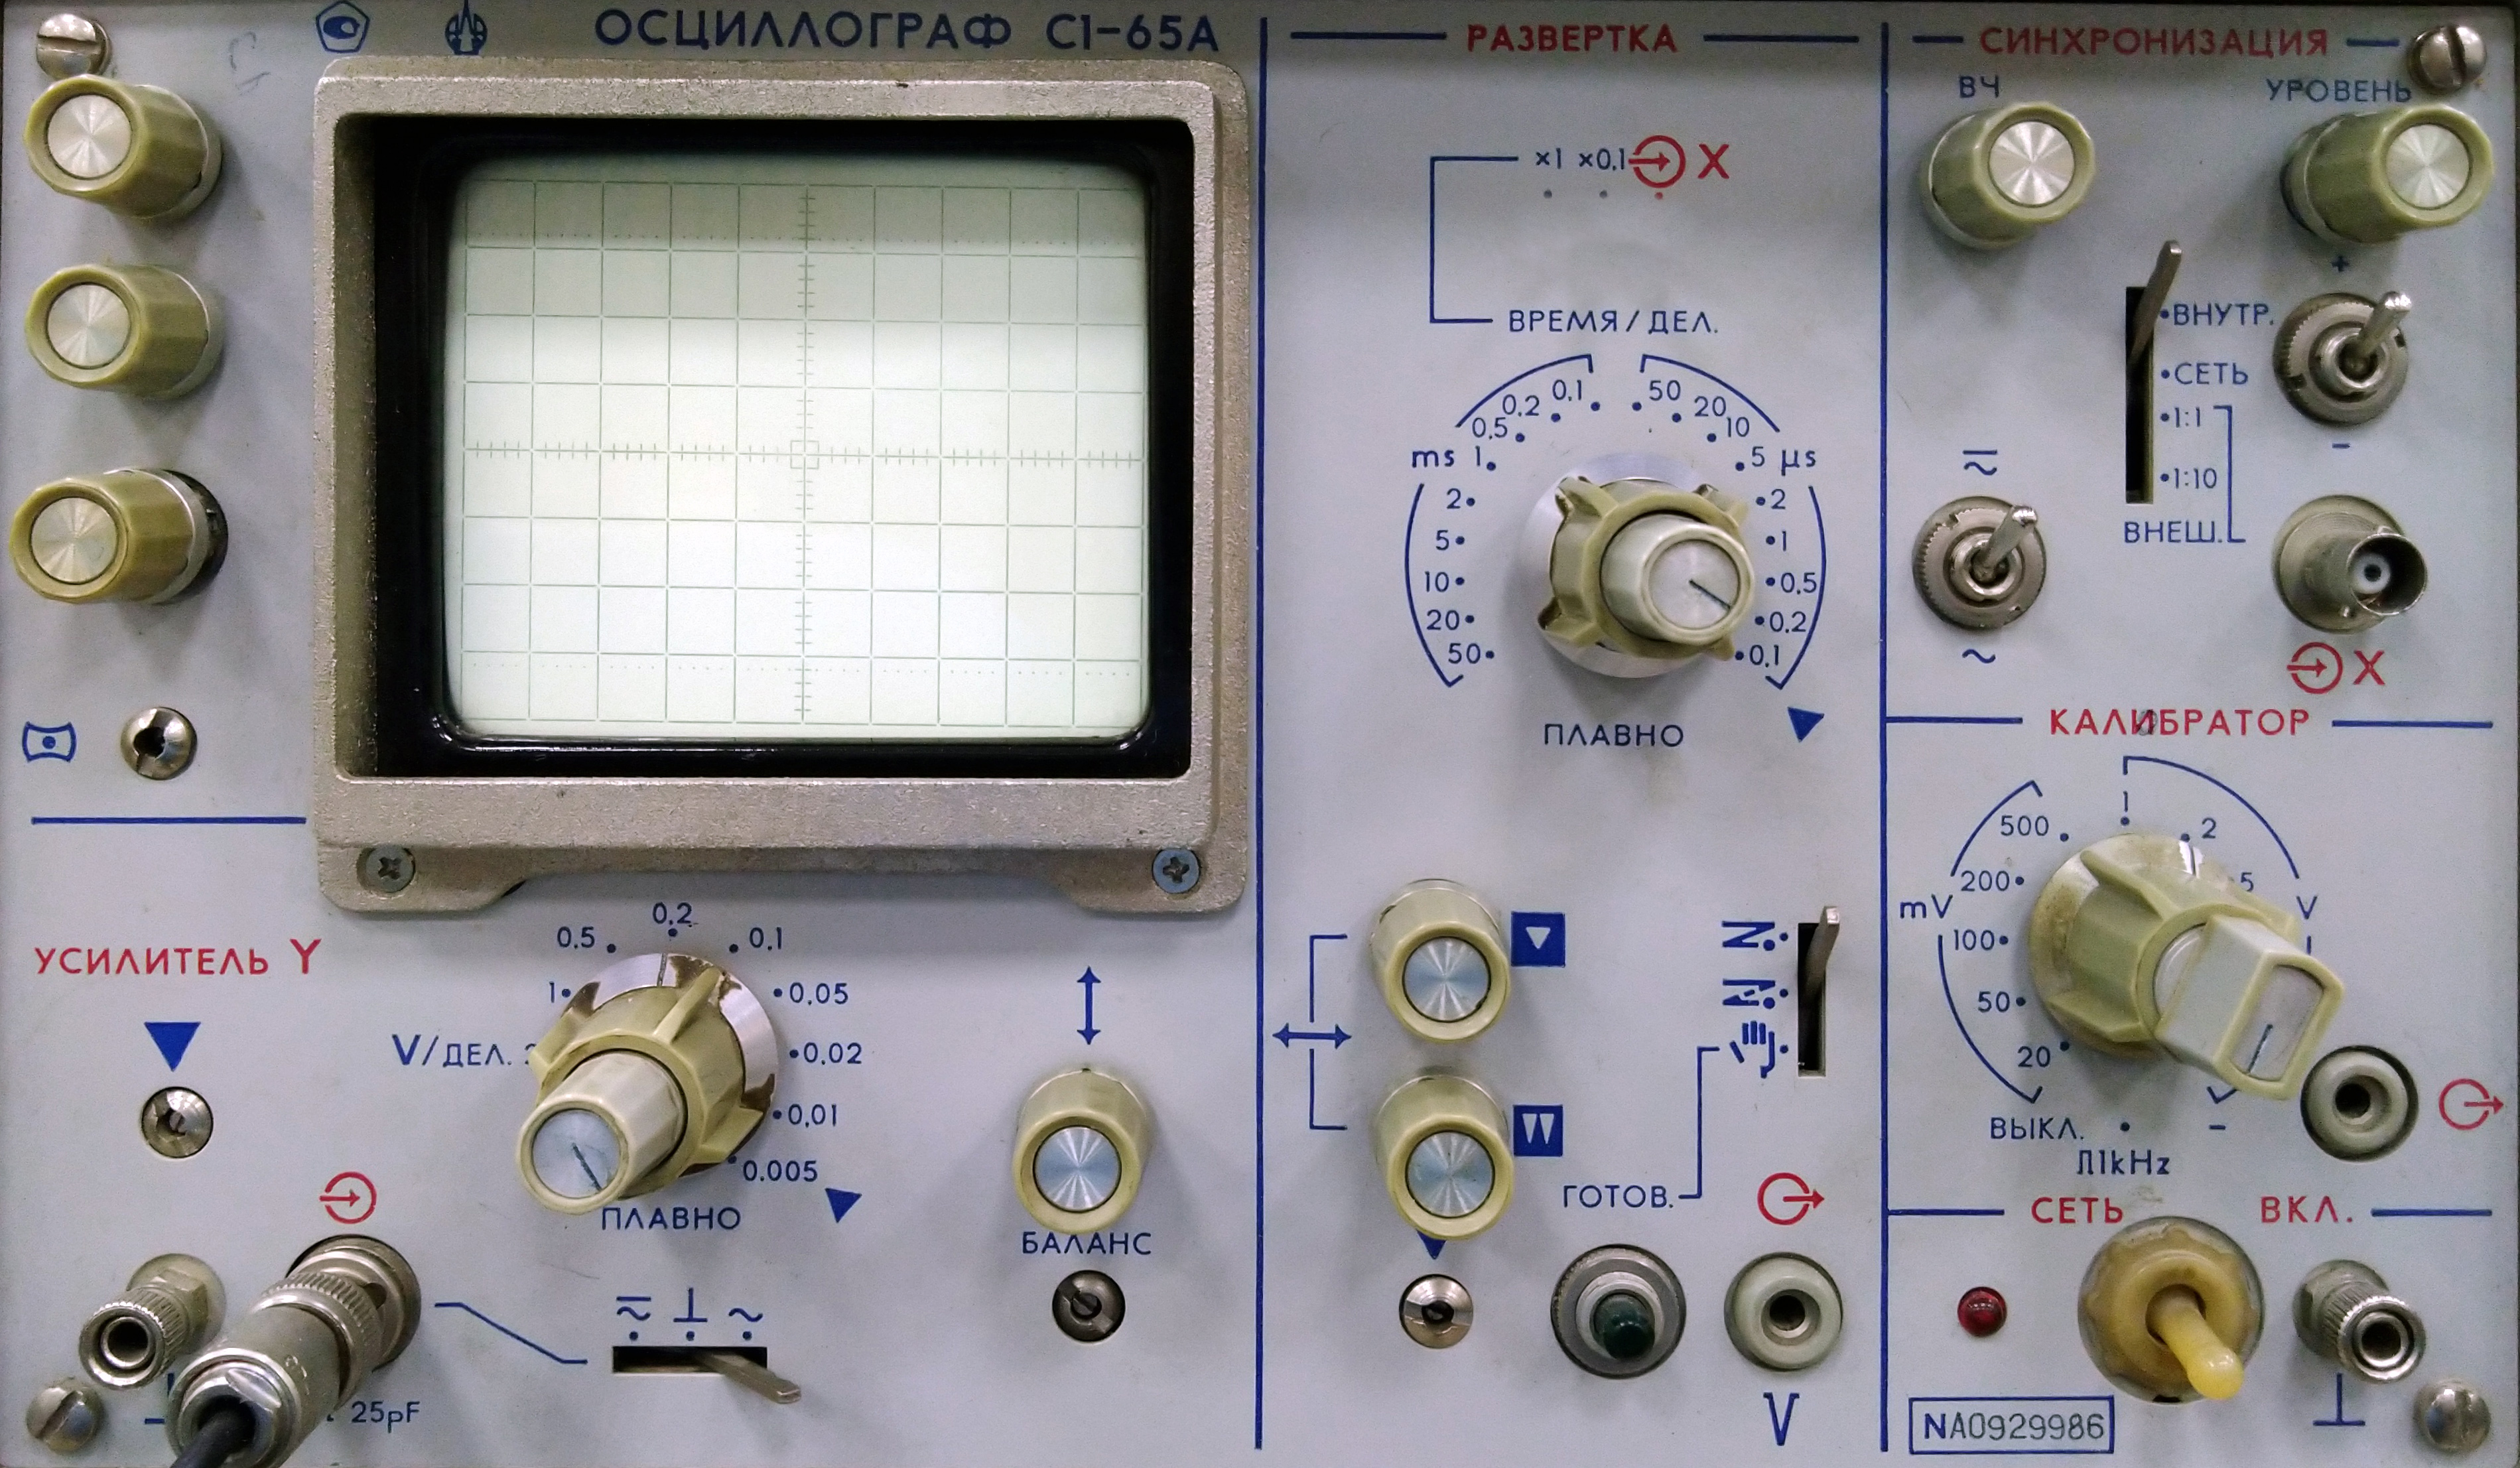 ОСЦИЛЛОГРАФ С1-65А
РАЗВЕРТКА
×1 ×0,1 X
ВРЕМЯ/ДЕЛ.
0,1 50
0,2 20
0,5 10
ms 1 5 μs
2 2
5 1
10 0,5
20 0,2
50 0,1
ПЛАВНО
ГОТОВ.
V
СИНХРОНИЗАЦИЯ
ВЧ УРОВЕНЬ
+
ВНУТР.
СЕТЬ
1:1
≂ −
1:10
ВНЕШ.
~ X
КАЛИБРАТОР
1
500 2
200 5
mV V
100
50
20
ВЫКЛ. -
1kHz
СЕТЬ ВКЛ.
NA0929986
УСИЛИТЕЛЬ Y
0.2
0.5 0.1
1 0.05
V/ДЕЛ. 0.02
0.01
0.005
ПЛАВНО
БАЛАНС
≂ ⊥ ~
25pF